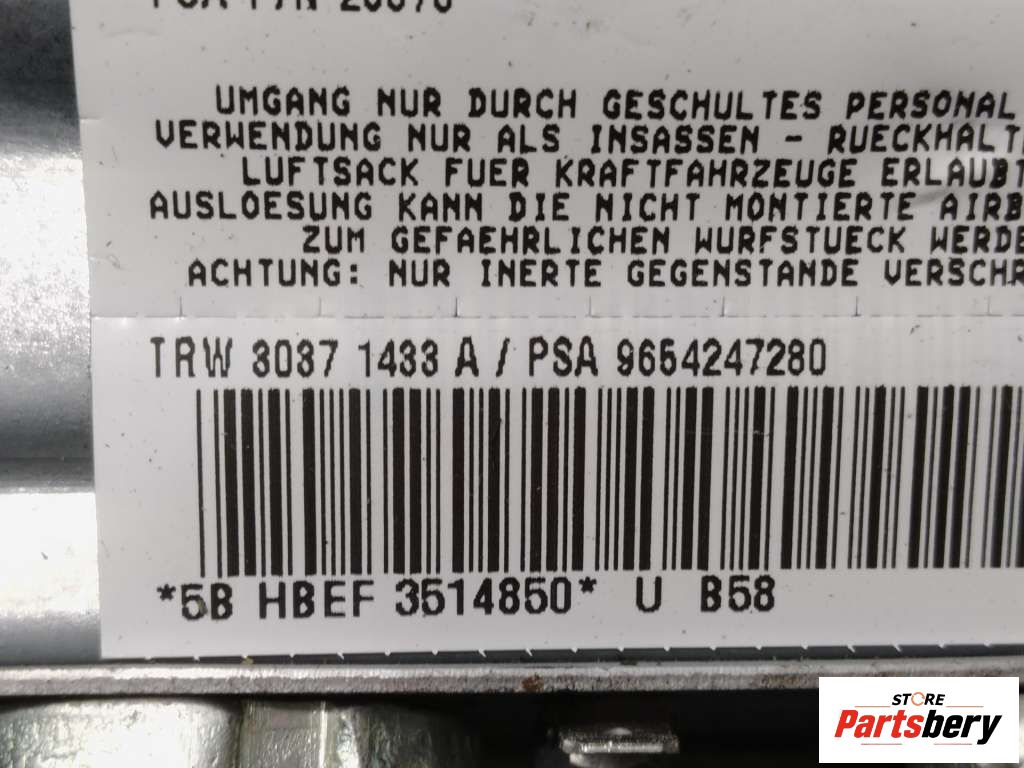 UMGANG NUR DURCH GESCHULTES PERSONAL
VERWENDUNG NUR ALS INSASSEN - RUECKHALT
LUFTSACK FUER KRAFTFAHRZEUGE ERLAUBT
AUSLOESUNG KANN DIE NICHT MONTIERTE AIRB
ZUM GEFAEHRLICHEN WURFSTUECK WERDE
ACHTUNG: NUR INERTE GEGENSTANDE VERSCHR
TRW 3037 1433 A / PSA 9654247280
*5B HBEF 3514850* U B58
STORE
Partsbery